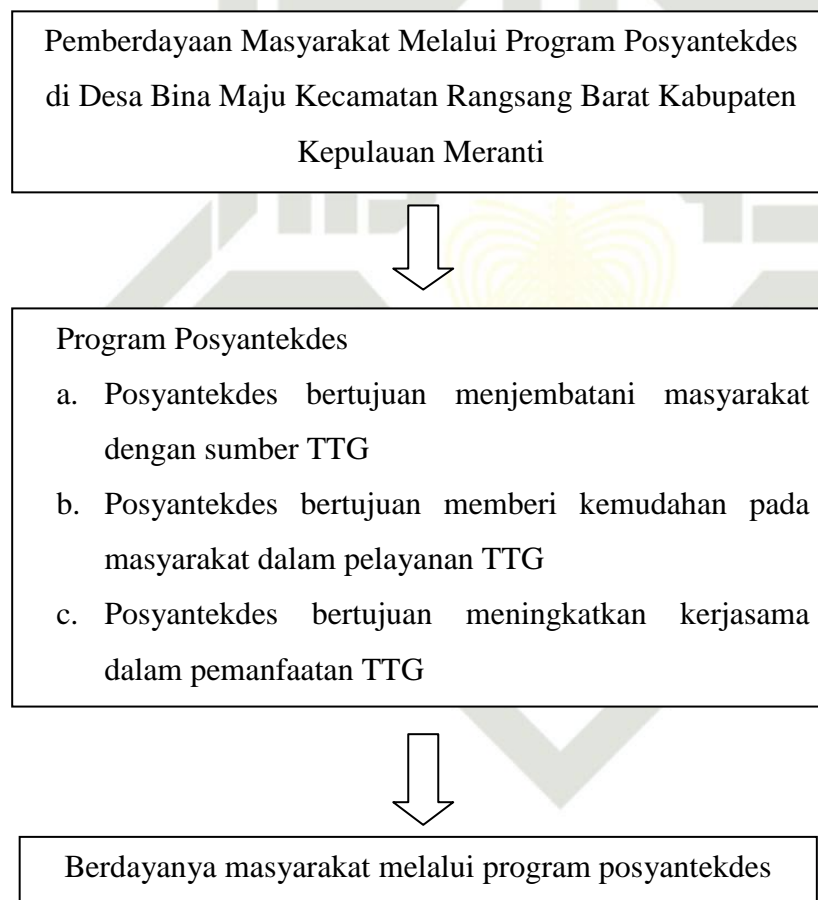 Pemberdayaan Masyarakat Melalui Program Posyantekdes
di Desa Bina Maju Kecamatan Rangsang Barat Kabupaten
Kepulauan Meranti
Program Posyantekdes
a. Posyantekdes bertujuan menjembatani masyarakat
dengan sumber TTG
b. Posyantekdes bertujuan memberi kemudahan pada
masyarakat dalam pelayanan TTG
c. Posyantekdes bertujuan meningkatkan kerjasama
dalam pemanfaatan TTG
Berdayanya masyarakat melalui program posyantekdes